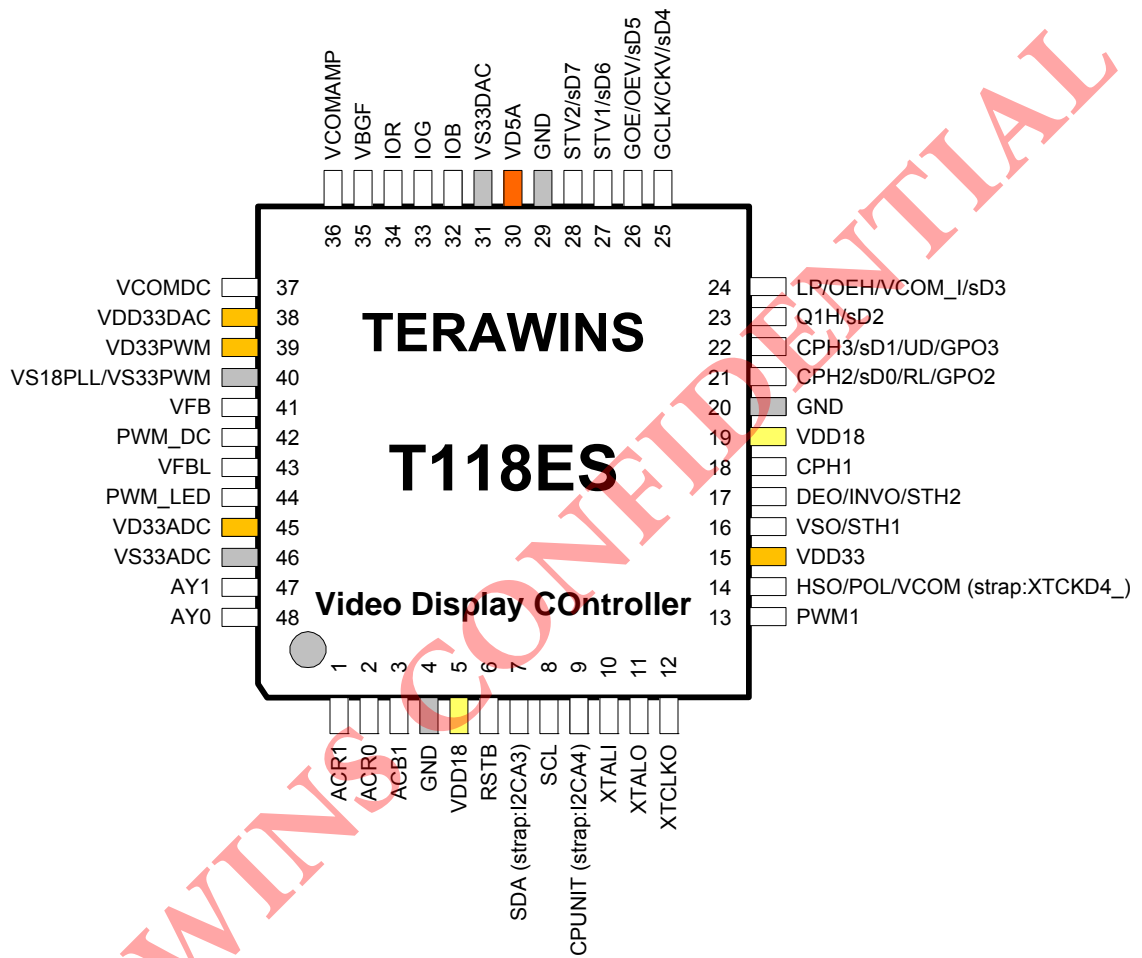 VCOMAMP
VBGF
IOR
IOG
IOB
VS33DAC
VD5A
GND
STV2/sD7
STV1/sD6
GOE/OEV/sD5
GCLK/CKV/sD4
36 35 34 33 32 31 30 29 28 27 26 25
VCOMDC 37
VDD33DAC 38
VD33PWM 39
VS18PLL/VS33PWM 40
VFB 41
PWM_DC 42
VFBL 43
PWM_LED 44
VD33ADC 45
VS33ADC 46
AY1 47
AY0 48
TERAWINS
T118ES
Video Display COntroller
24 LP/OEH/VCOM_I/sD3
23 Q1H/sD2
22 CPH3/sD1/UD/GPO3
21 CPH2/sD0/RL/GPO2
20 GND
19 VDD18
18 CPH1
17 DEO/INVO/STH2
16 VSO/STH1
15 VDD33
14 HSO/POL/VCOM (strap:XTCKD4_)
13 PWM1
1 2 3 4 5 6 7 8 9 10 11 12
ACR1
ACR0
ACB1
GND
VDD18
RSTB
SDA (strap:I2CA3)
SCL
CPUNIT (strap:I2CA4)
XTALI
XTALO
XTCLKO
WINS CONFIDENTIAL